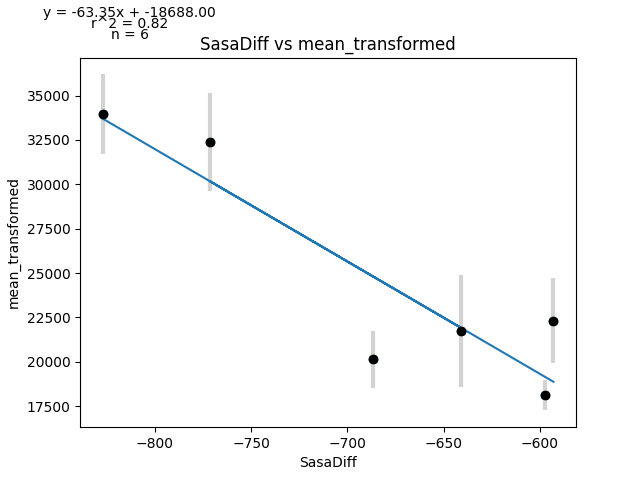 y = -63.35x + -18688.00
r^2 = 0.82
n = 6
SasaDiff vs mean_transformed
35000
32500
30000
27500
25000
22500
20000
17500
mean_transformed
−800
−750
−700
−650
−600
SasaDiff